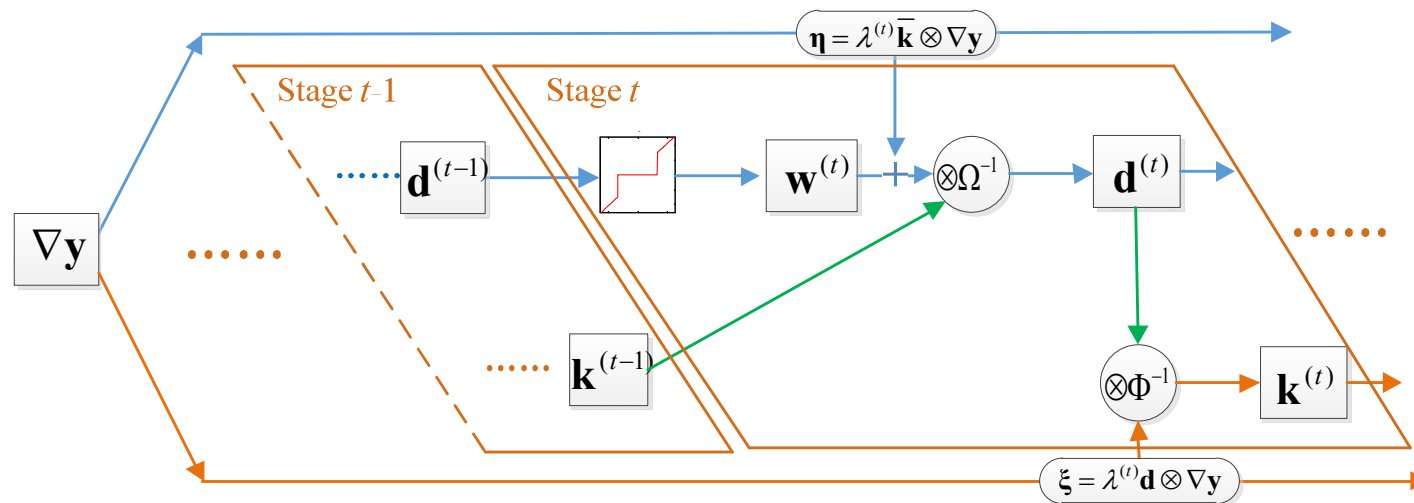 η = λ⁽ᵗ⁾ k̅ ⊗ ∇y
Stage t-1
Stage t
d⁽ᵗ⁻¹⁾
w⁽ᵗ⁾
+
⊗Ω⁻¹
d⁽ᵗ⁾
∇y
k⁽ᵗ⁻¹⁾
⊗Φ⁻¹
k⁽ᵗ⁾
ξ = λ⁽ᵗ⁾ d̅ ⊗ ∇y